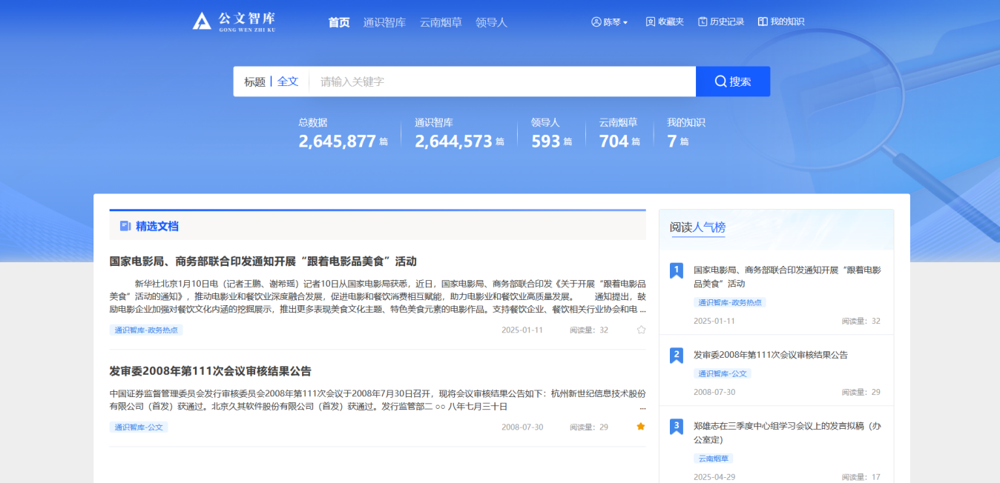 公文智库
GONG WEN ZHI KU
首页 通识智库 云南烟草 领导人
陈琴 收藏夹 历史记录 我的知识
标题 全文 请输入关键字 搜索
总数据 通识智库 领导人 云南烟草 我的知识
2,645,877 篇 2,644,573 篇 593 篇 704 篇 7 篇
精选文档
国家电影局、商务部联合印发通知开展“跟着电影品美食”活动
新华社北京1月10日电（记者王鹏、谢希瑶）记者10日从国家电影局获悉，近日，国家电影局、商务部联合印发《关于开展“跟着电影品
美食”活动的通知》，推动电影业和餐饮业深度融合发展，促进电影和餐饮消费相互赋能，助力电影业和餐饮业高质量发展。 通知提出，鼓
励电影企业加强对餐饮文化内涵的挖掘展示，推出更多表现美食文化主题、特色美食元素的电影作品。支持餐饮企业、餐饮相关行业协会和电 ...
通识智库-政务热点 2025-01-11 阅读量：32
发审委2008年第111次会议审核结果公告
中国证券监督管理委员会发行审核委员会2008年第111次会议于2008年7月30日召开，现将会议审核结果公告如下：杭州新世纪信息技术股份
有限公司（首发）获通过。北京久其软件股份有限公司（首发）获通过。发行监管部二 ○○ 八年七月三十日 ...
通识智库-公文 2008-07-30 阅读量：29
阅读人气榜
1 国家电影局、商务部联合印发通知开展“跟着电影
品美食”活动
通识智库-政务热点
2025-01-11 阅读量：32
2 发审委2008年第111次会议审核结果公告
通识智库-公文
2008-07-30 阅读量：29
3 郑雄志在三季度中心组学习会议上的发言拟稿（办
公室定）
云南烟草
2025-04-29 阅读量：17